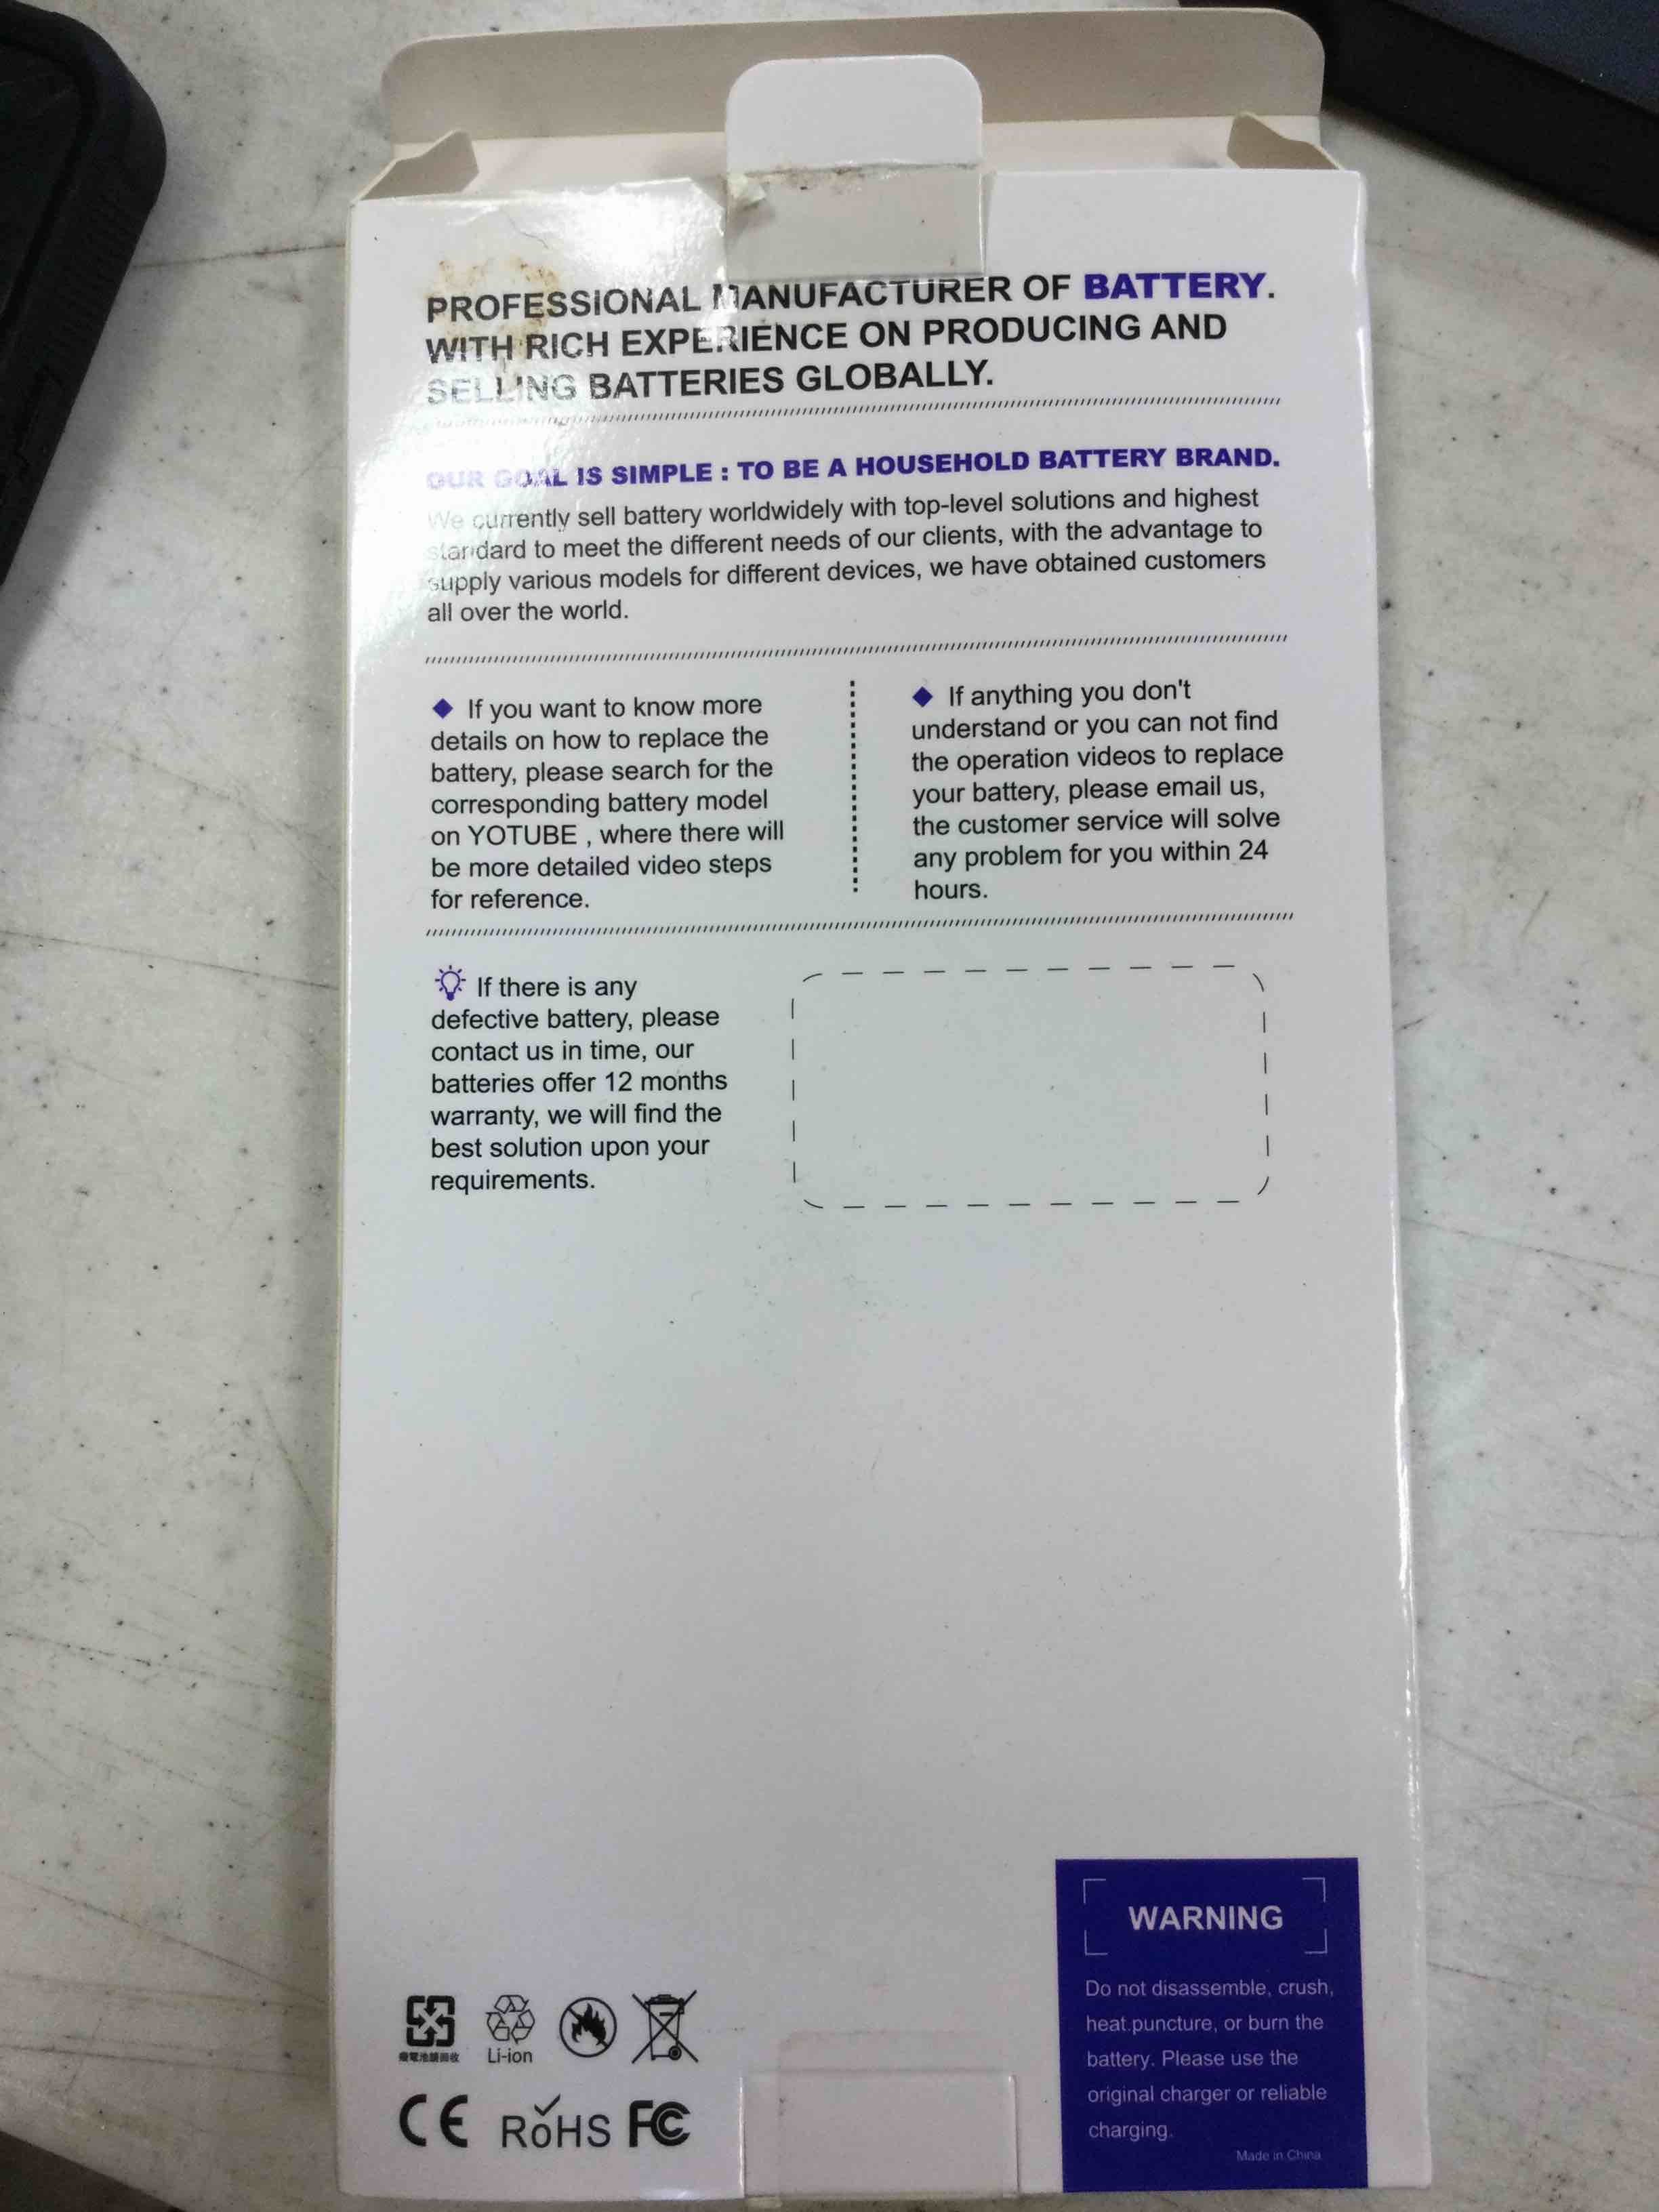 PROFESSIONAL MANUFACTURER OF BATTERY.
WITH RICH EXPERIENCE ON PRODUCING AND
SELLING BATTERIES GLOBALLY.
OUR GOAL IS SIMPLE : TO BE A HOUSEHOLD BATTERY BRAND.
We currently sell battery worldwidely with top-level solutions and highest
standard to meet the different needs of our clients, with the advantage to
supply various models for different devices, we have obtained customers
all over the world.
If you want to know more
details on how to replace the
battery, please search for the
corresponding battery model
on YOTUBE , where there will
be more detailed video steps
for reference.
If anything you don't
understand or you can not find
the operation videos to replace
your battery, please email us,
the customer service will solve
any problem for you within 24
hours.
If there is any
defective battery, please
contact us in time, our
batteries offer 12 months
warranty, we will find the
best solution upon your
requirements.
廢電池請回收
Li-ion
CE RoHS FC
WARNING
Do not disassemble, crush,
heat.puncture, or burn the
battery. Please use the
original charger or reliable
charging.
Made in China